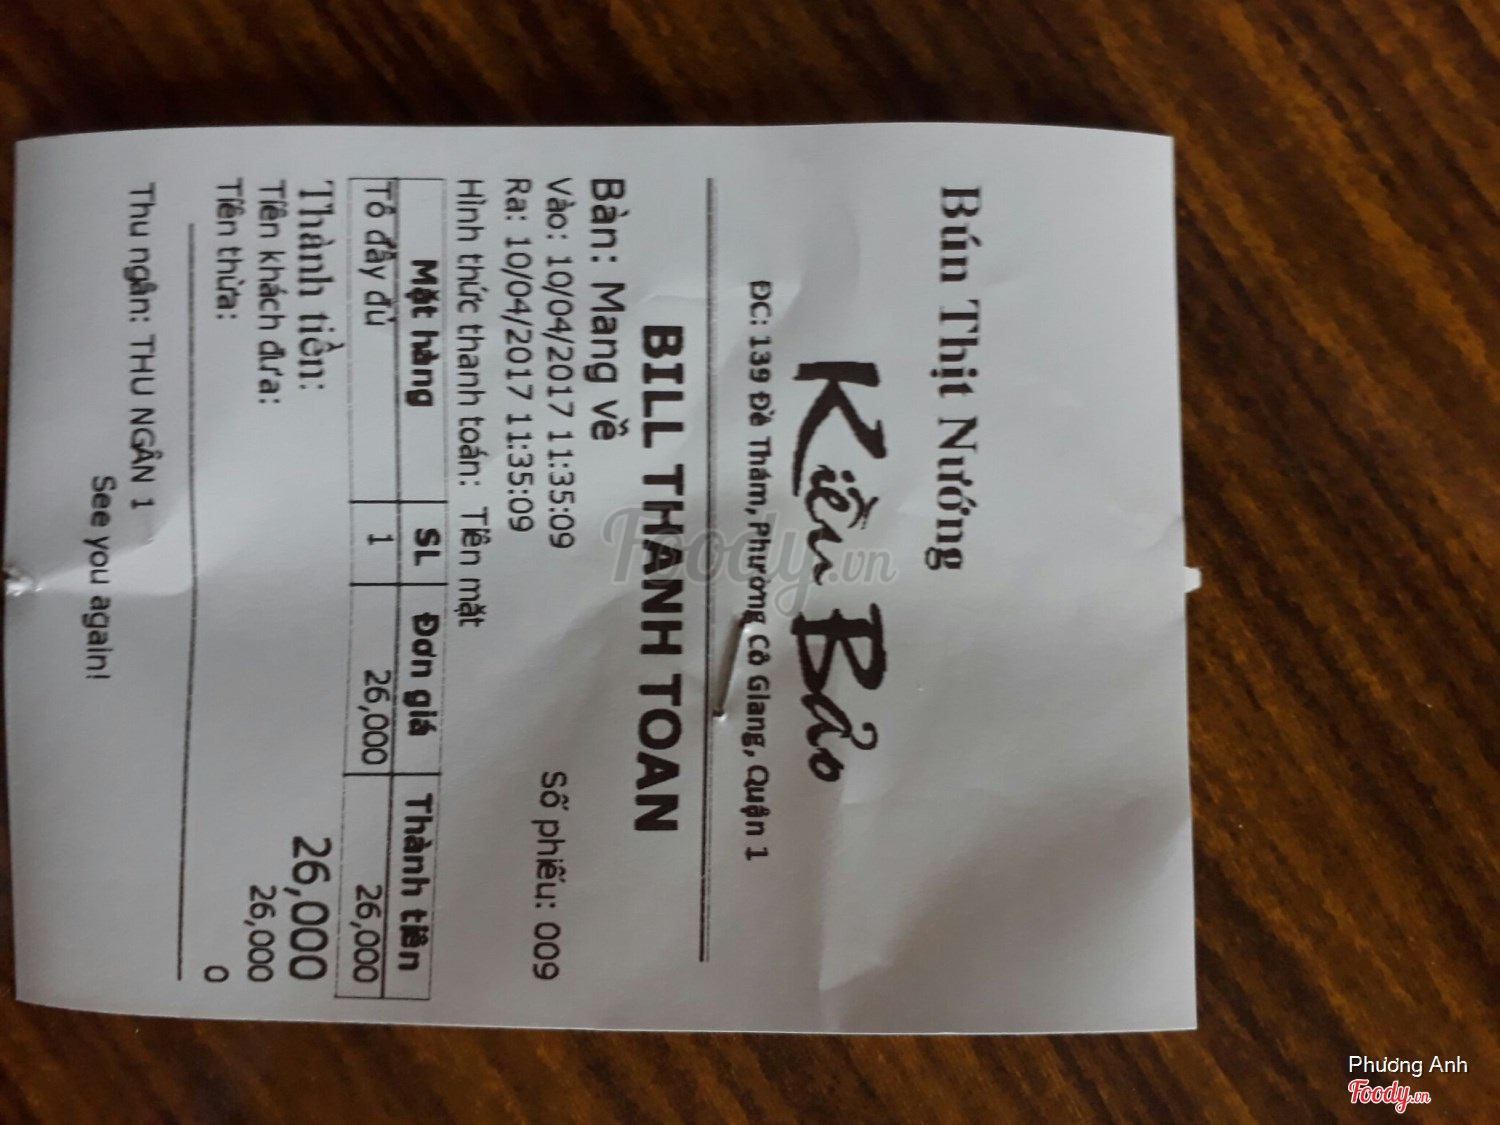 Bún Thịt Nướng
Kiều Bảo
ĐC: 139 Đề Thám, Phường Cô Giang, Quận 1
BILL THANH TOAN
Bàn: Mang về
Vào: 10/04/2017 11:35:09 Số phiếu: 009
Ra: 10/04/2017 11:35:09
Hình thức thanh toán: Tiền mặt
Mặt hàng SL Đơn giá Thành tiền
Tô đầy đủ 1 26,000 26,000
Thành tiền: 26,000
Tiền khách đưa: 26,000
Tiền thừa: 0
Thu ngân: THU NGÂN 1
See you again!
Foody.vn
Phương Anh
Foody.vn